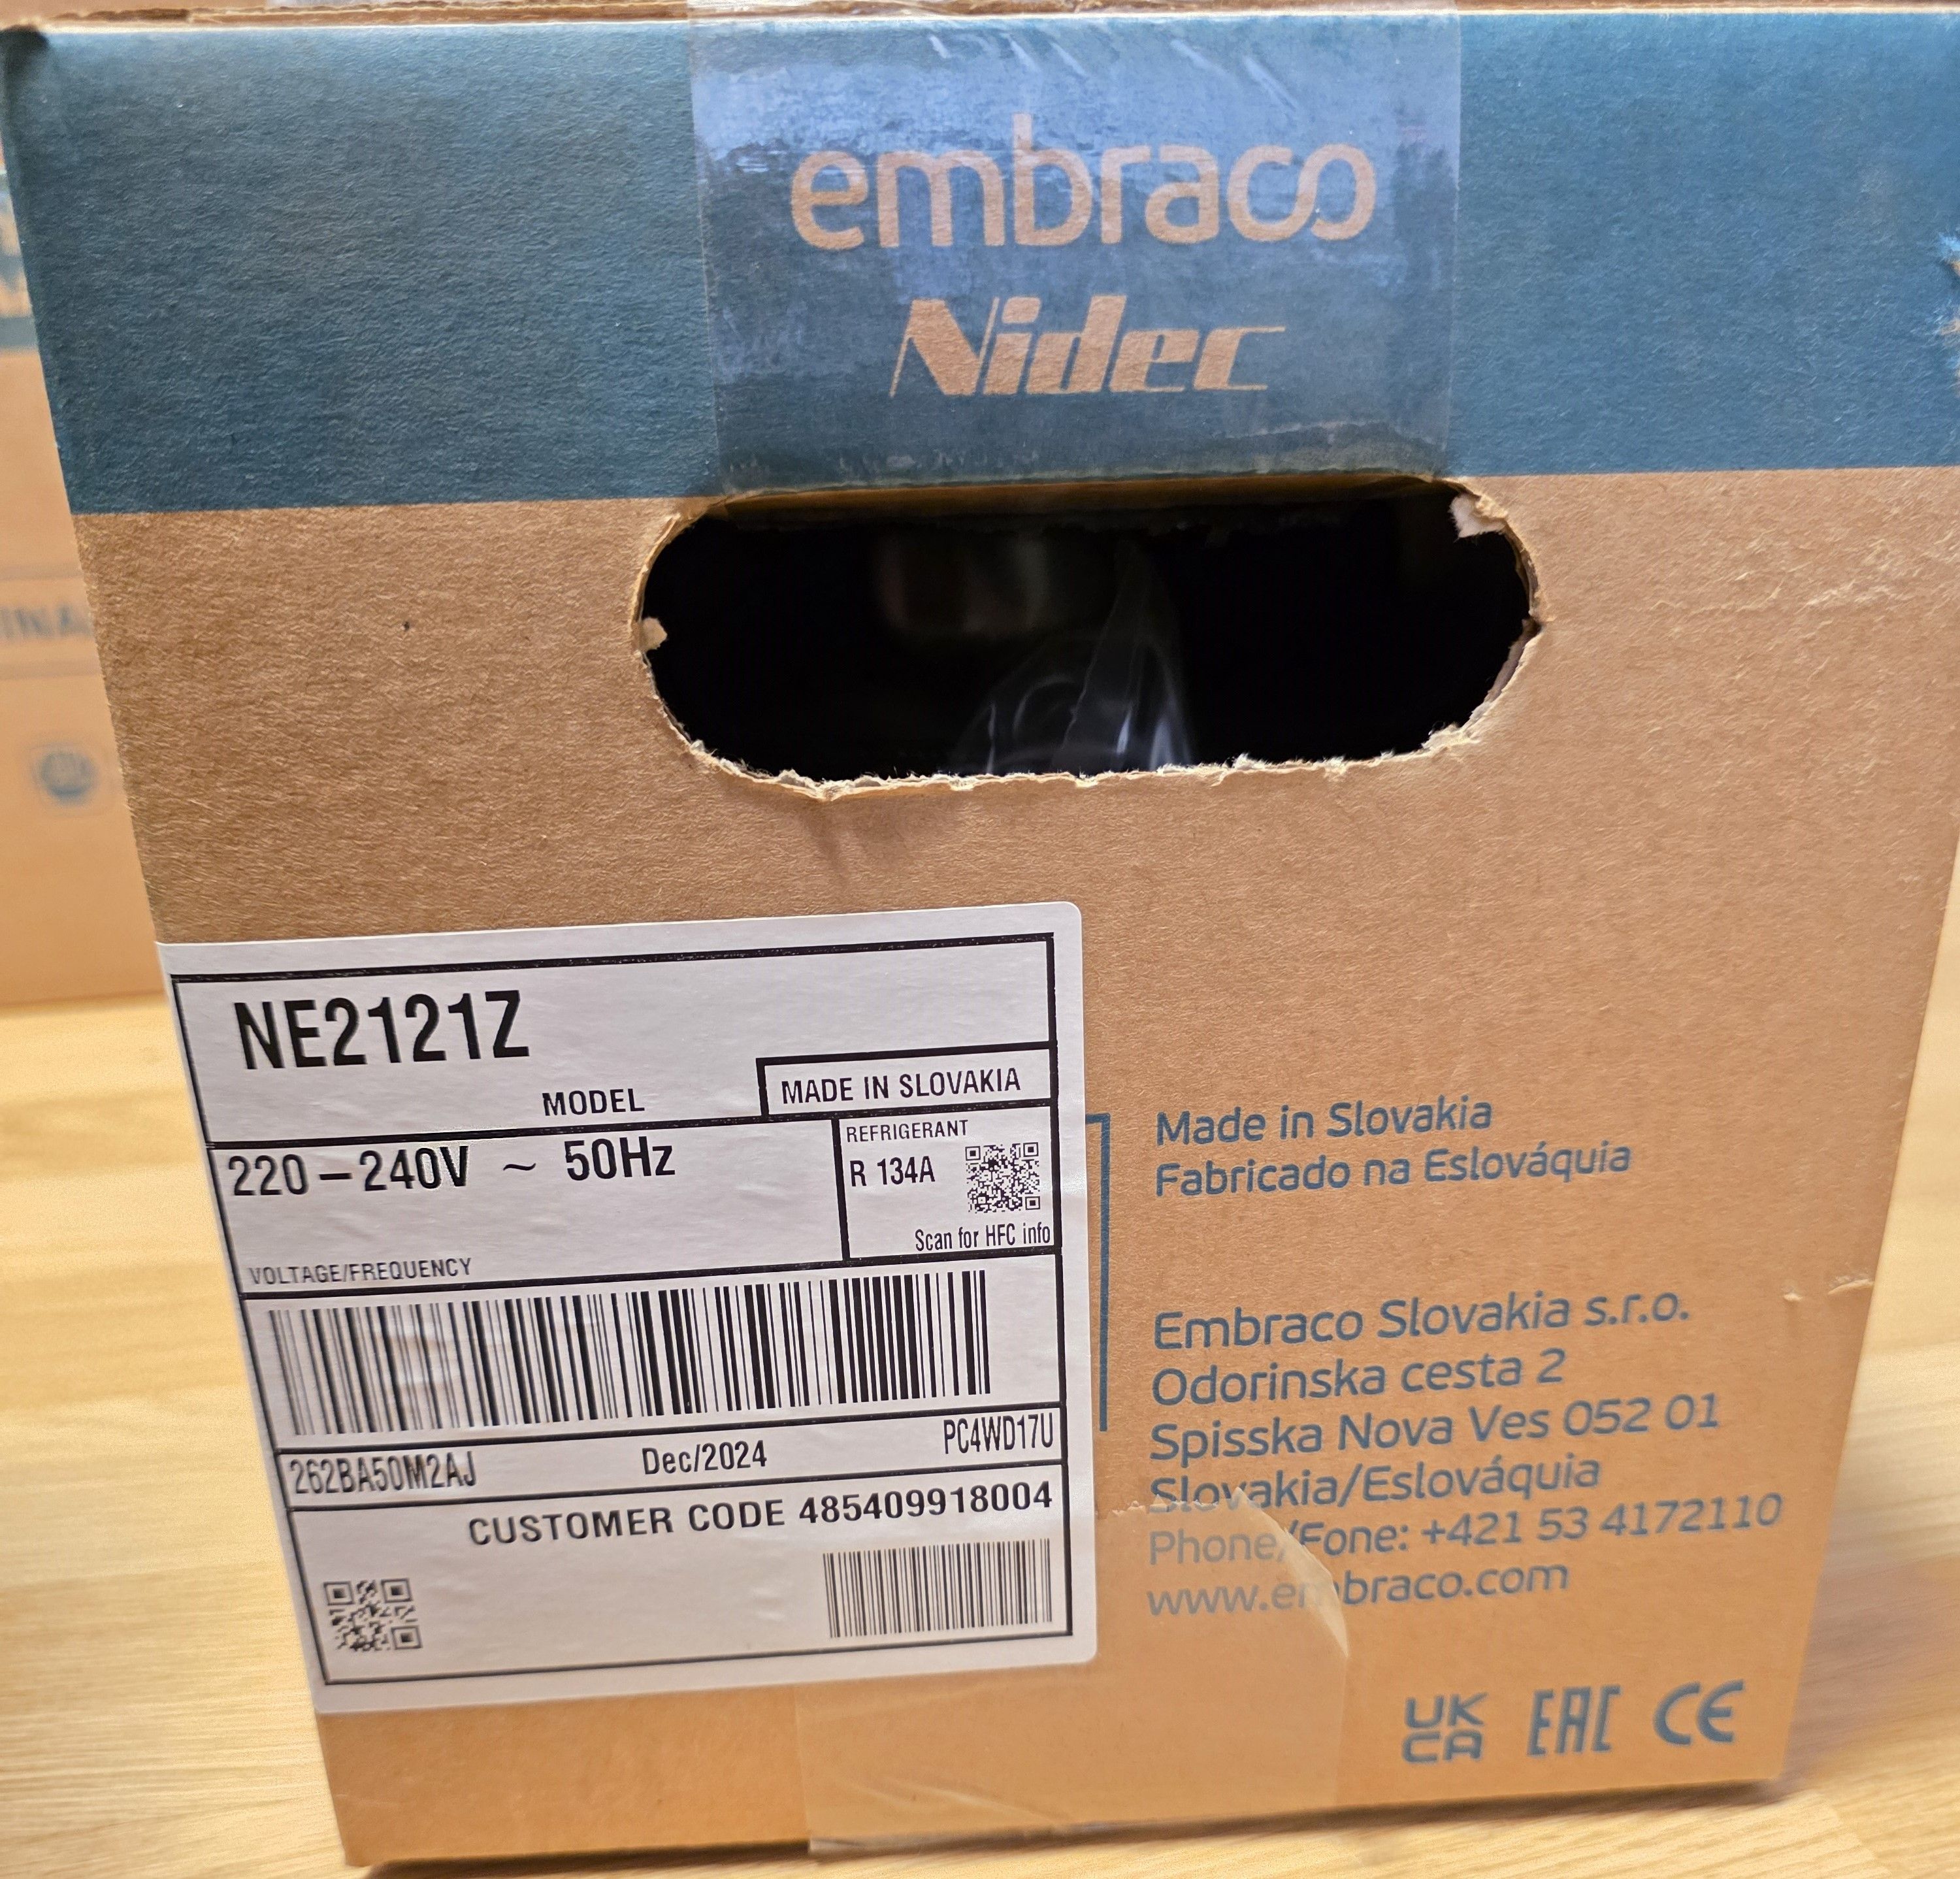 embraco
Nidec
NE2121Z
MODEL
MADE IN SLOVAKIA
220-240V ~ 50Hz
VOLTAGE/FREQUENCY
REFRIGERANT
R 134A
Scan for HFC info
262BA50M2AJ
Dec/2024
PC4WD17U
CUSTOMER CODE 485409918004
Made in Slovakia
Fabricado na Eslováquia
Embraco Slovakia s.r.o.
Odorinska cesta 2
Spisska Nova Ves 052 01
Slovakia/Eslováquia
Phone/Fone: +421 53 4172110
www.embraco.com
UK
CA
EAC
CE